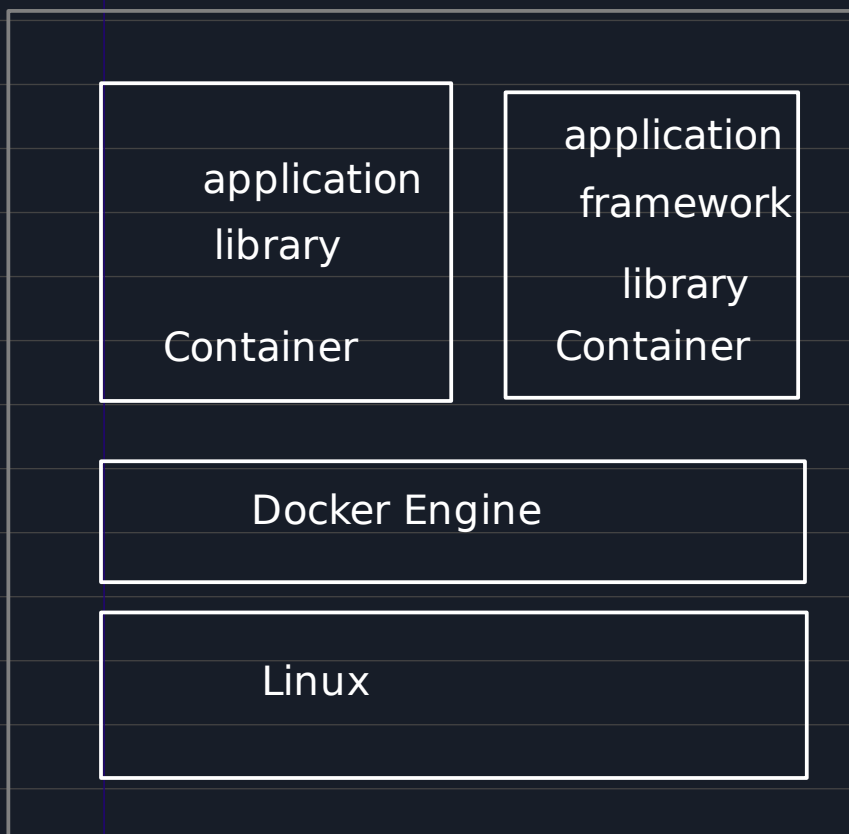 application
library
Container
application
framework
library
Container
Docker Engine
Linux